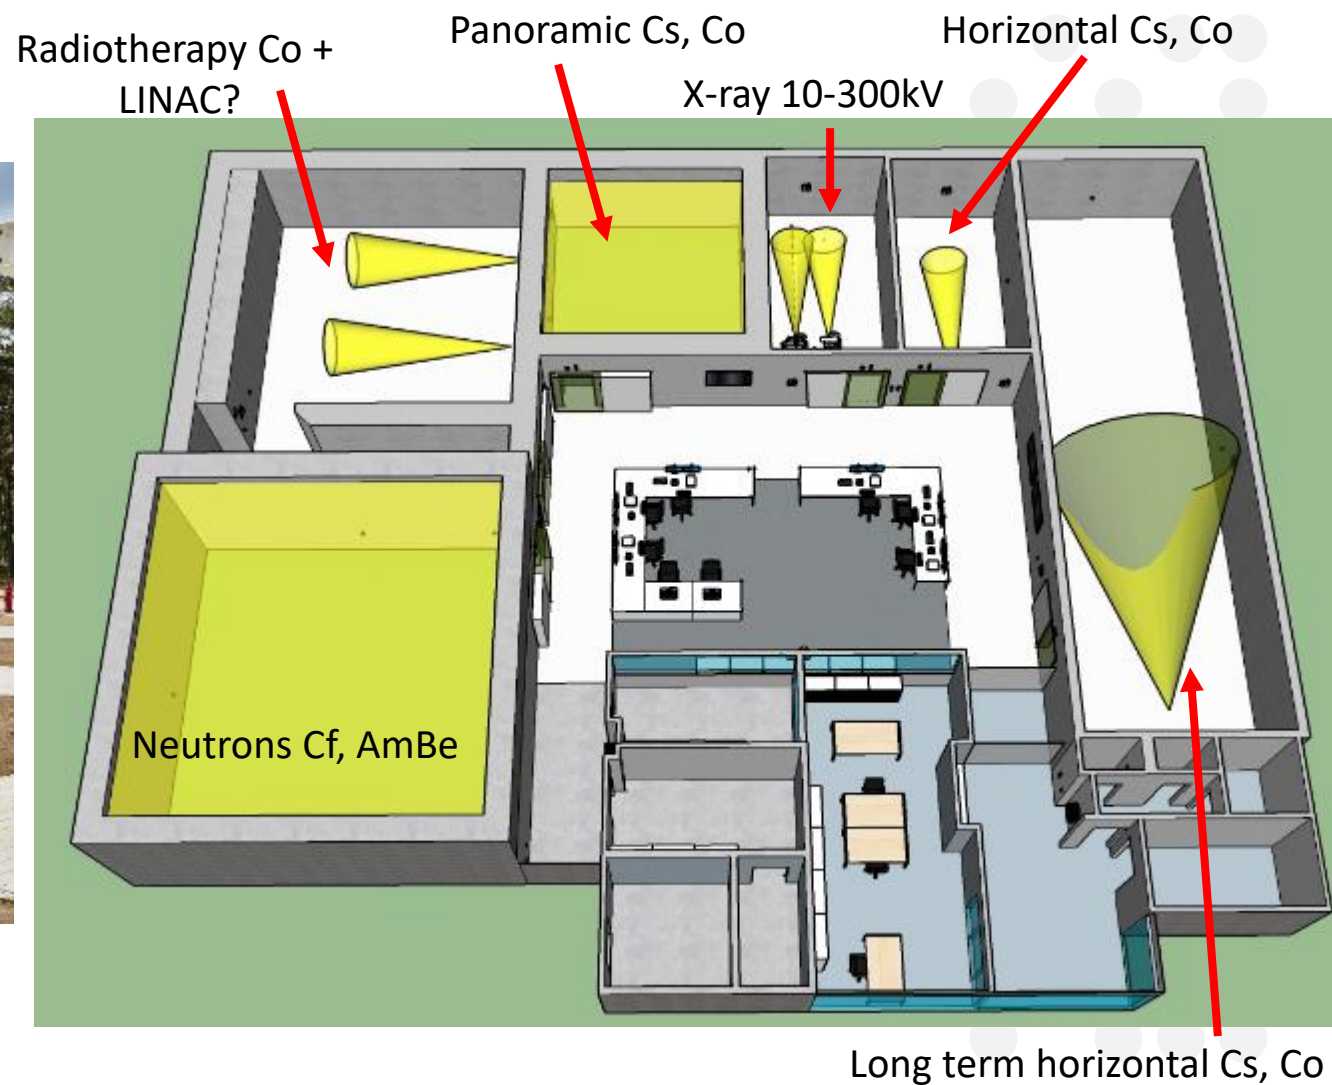 Radiotherapy Co +
LINAC?
Panoramic Cs, Co
X-ray 10-300kV
Horizontal Cs, Co
Neutrons Cf, AmBe
Long term horizontal Cs, Co